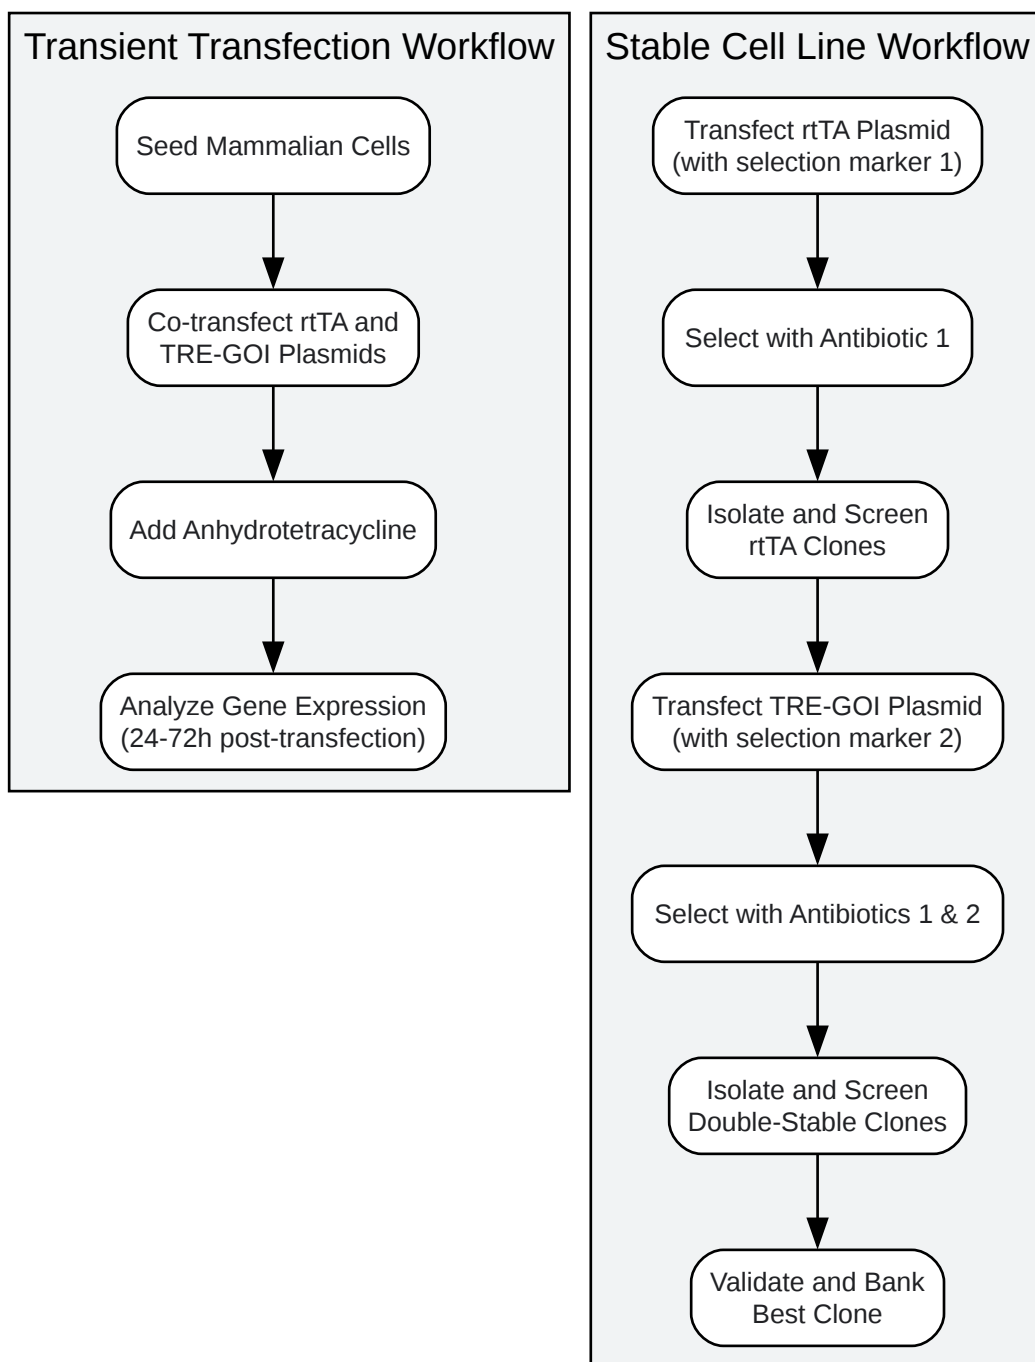 Transient Transfection Workflow
Seed Mammalian Cells
Co-transfect rtTA and
TRE-GOI Plasmids
Add Anhydrotetracycline
Analyze Gene Expression
(24-72h post-transfection)
Stable Cell Line Workflow
Transfect rtTA Plasmid
(with selection marker 1)
Select with Antibiotic 1
Isolate and Screen
rtTA Clones
Transfect TRE-GOI Plasmid
(with selection marker 2)
Select with Antibiotics 1 & 2
Isolate and Screen
Double-Stable Clones
Validate and Bank
Best Clone